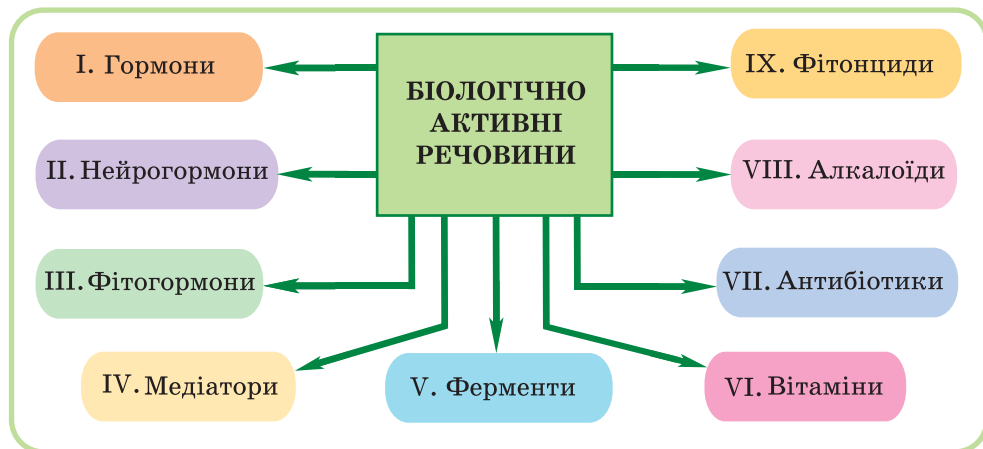 БІОЛОГІЧНО
АКТИВНІ
РЕЧОВИНИ
I. Гормони
II. Нейрогормони
III. Фітогормони
IV. Медіатори
V. Ферменти
VI. Вітаміни
VII. Антибіотики
VIII. Алкалоїди
IX. Фітонциди